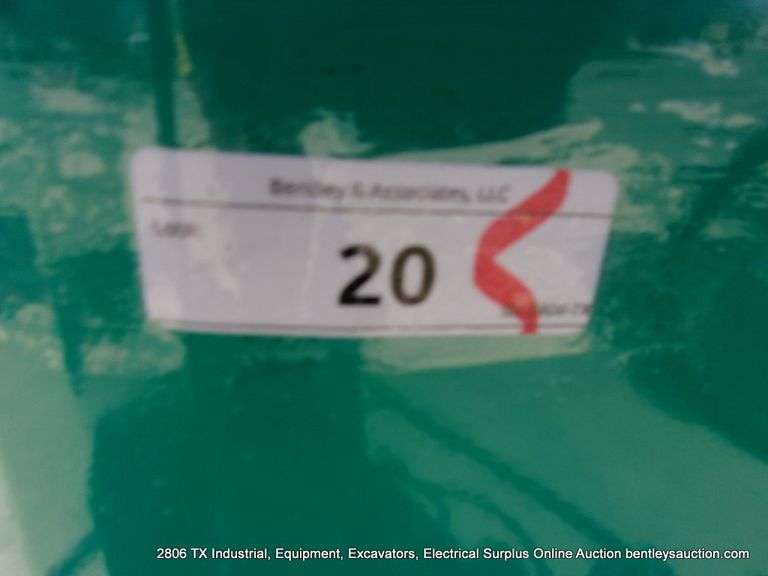 Bentley & Associates, LLC
Lot#:
20
2806 TX Industrial, Equipment, Excavators, Electrical Surplus Online Auction bentleysauction.com